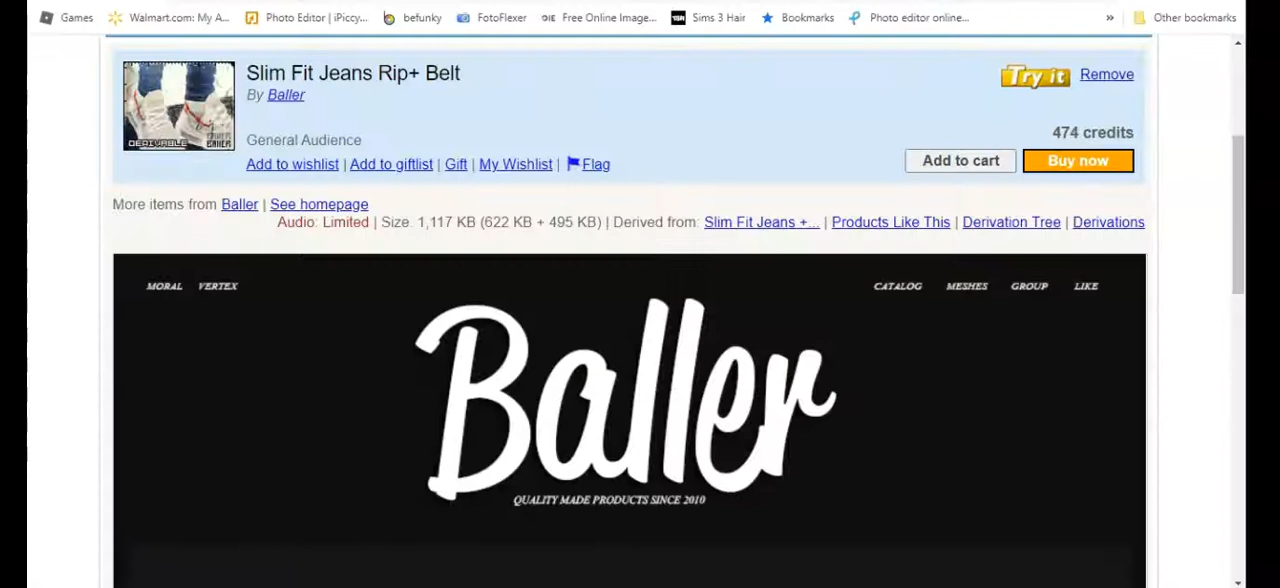 Games Walmart.com: My A... Photo Editor | iPiccy... befunky FotoFlexer Free Online Image... Sims 3 Hair Bookmarks Photo editor online... » Other bookmarks
Slim Fit Jeans Rip+ Belt
Try it Remove
By Baller
DERIVABLE
474 credits
General Audience
Add to cart Buy now
Add to wishlist | Add to giftlist | Gift | My Wishlist | Flag
More items from Baller | See homepage
Audio: Limited | Size. 1,117 KB (622 KB + 495 KB) | Derived from: Slim Fit Jeans +... | Products Like This | Derivation Tree | Derivations
MORAL VERTEX CATALOG MESHES GROUP LIKE
Baller
QUALITY MADE PRODUCTS SINCE 2010